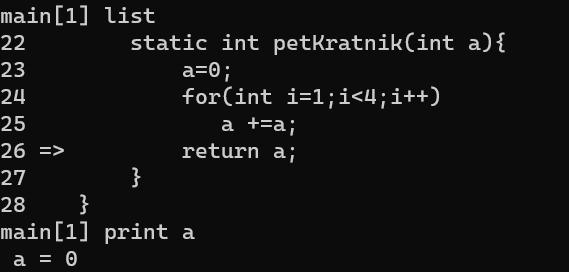 main[1] list
22        static int petKratnik(int a){
23            a=0;
24            for(int i=1;i<4;i++)
25               a +=a;
26 =>         return a;
27        }
28    }
main[1] print a
 a = 0